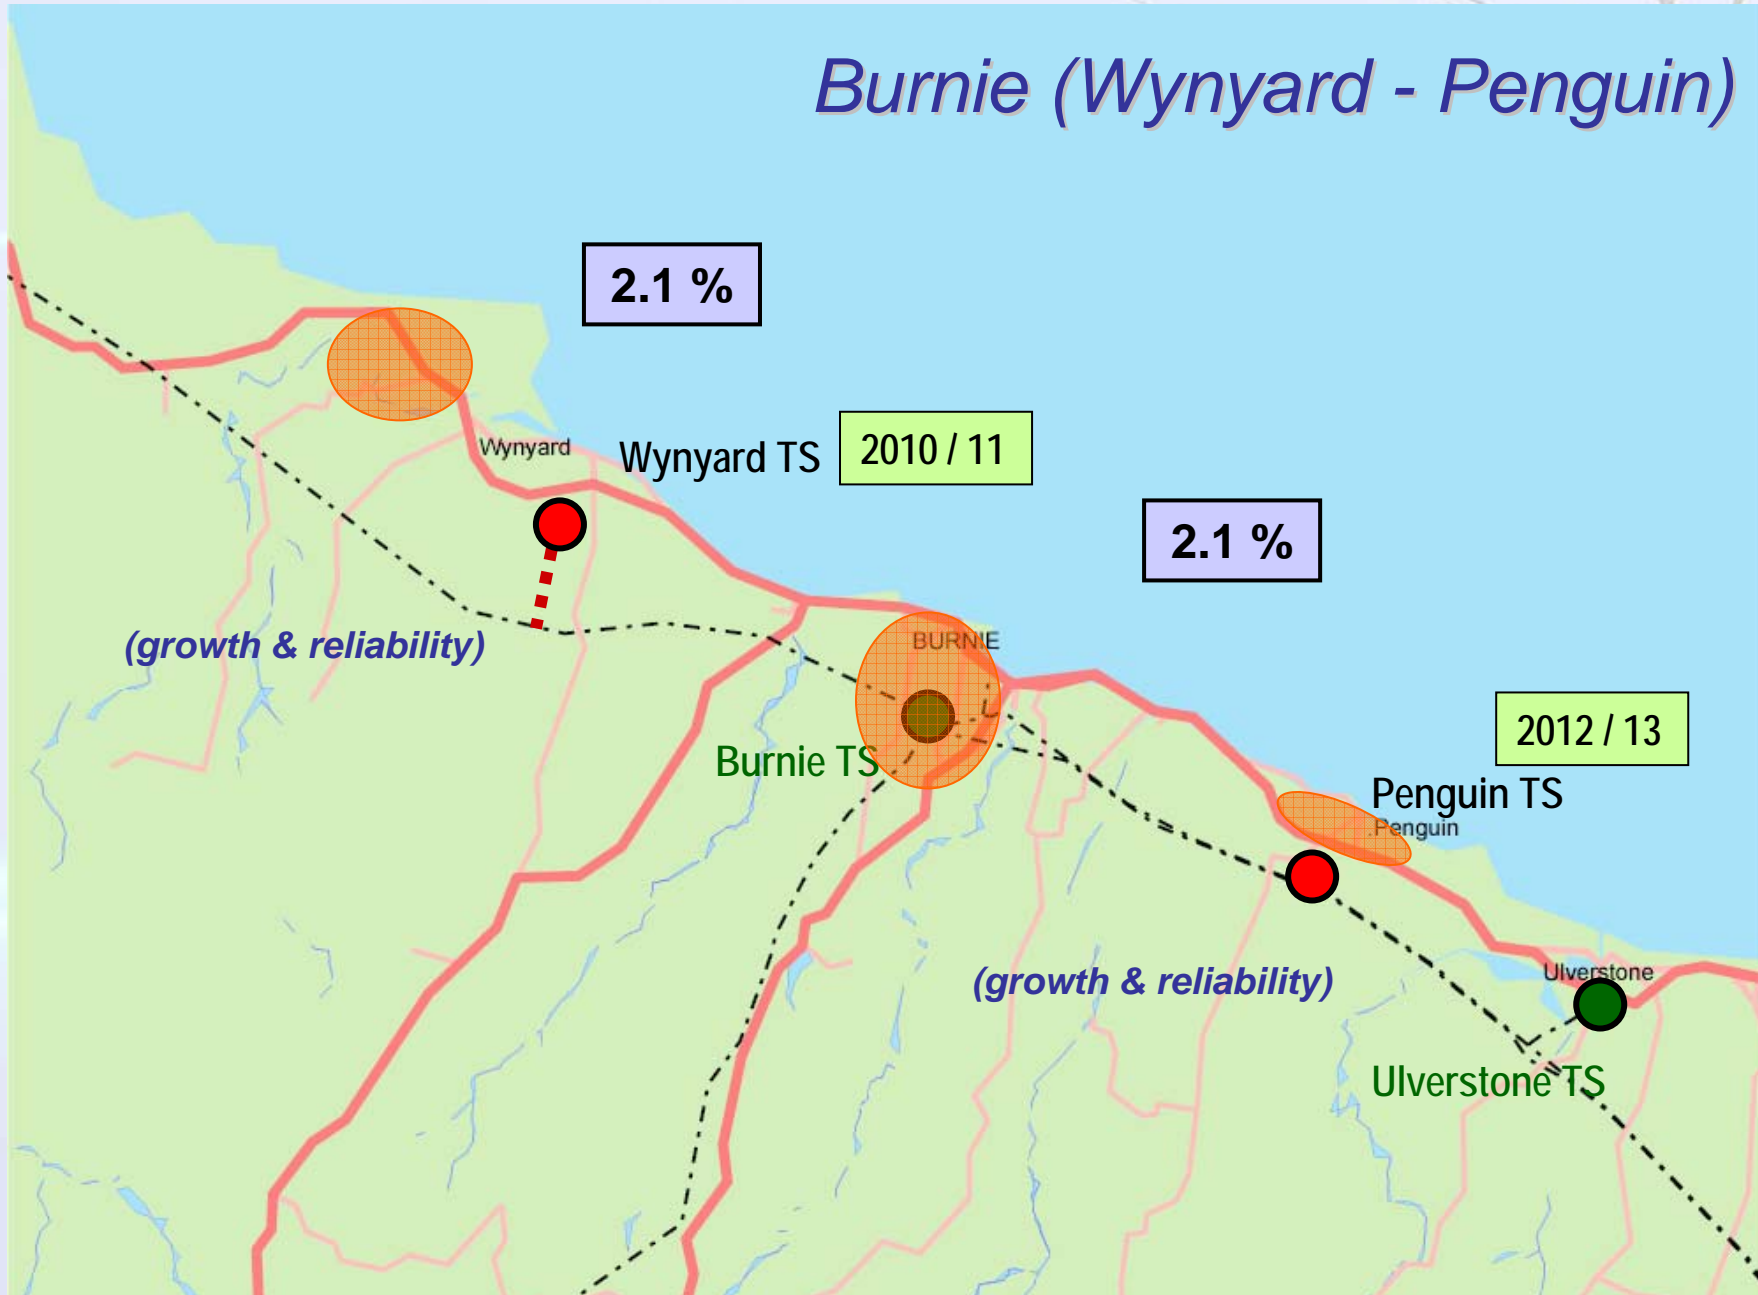 Burnie (Wynyard - Penguin)
2.1 %
Wynyard
Wynyard TS
2010 / 11
2.1 %
(growth & reliability)
BURNIE
Burnie TS
2012 / 13
Penguin TS
Penguin
(growth & reliability)
Ulverstone
Ulverstone TS